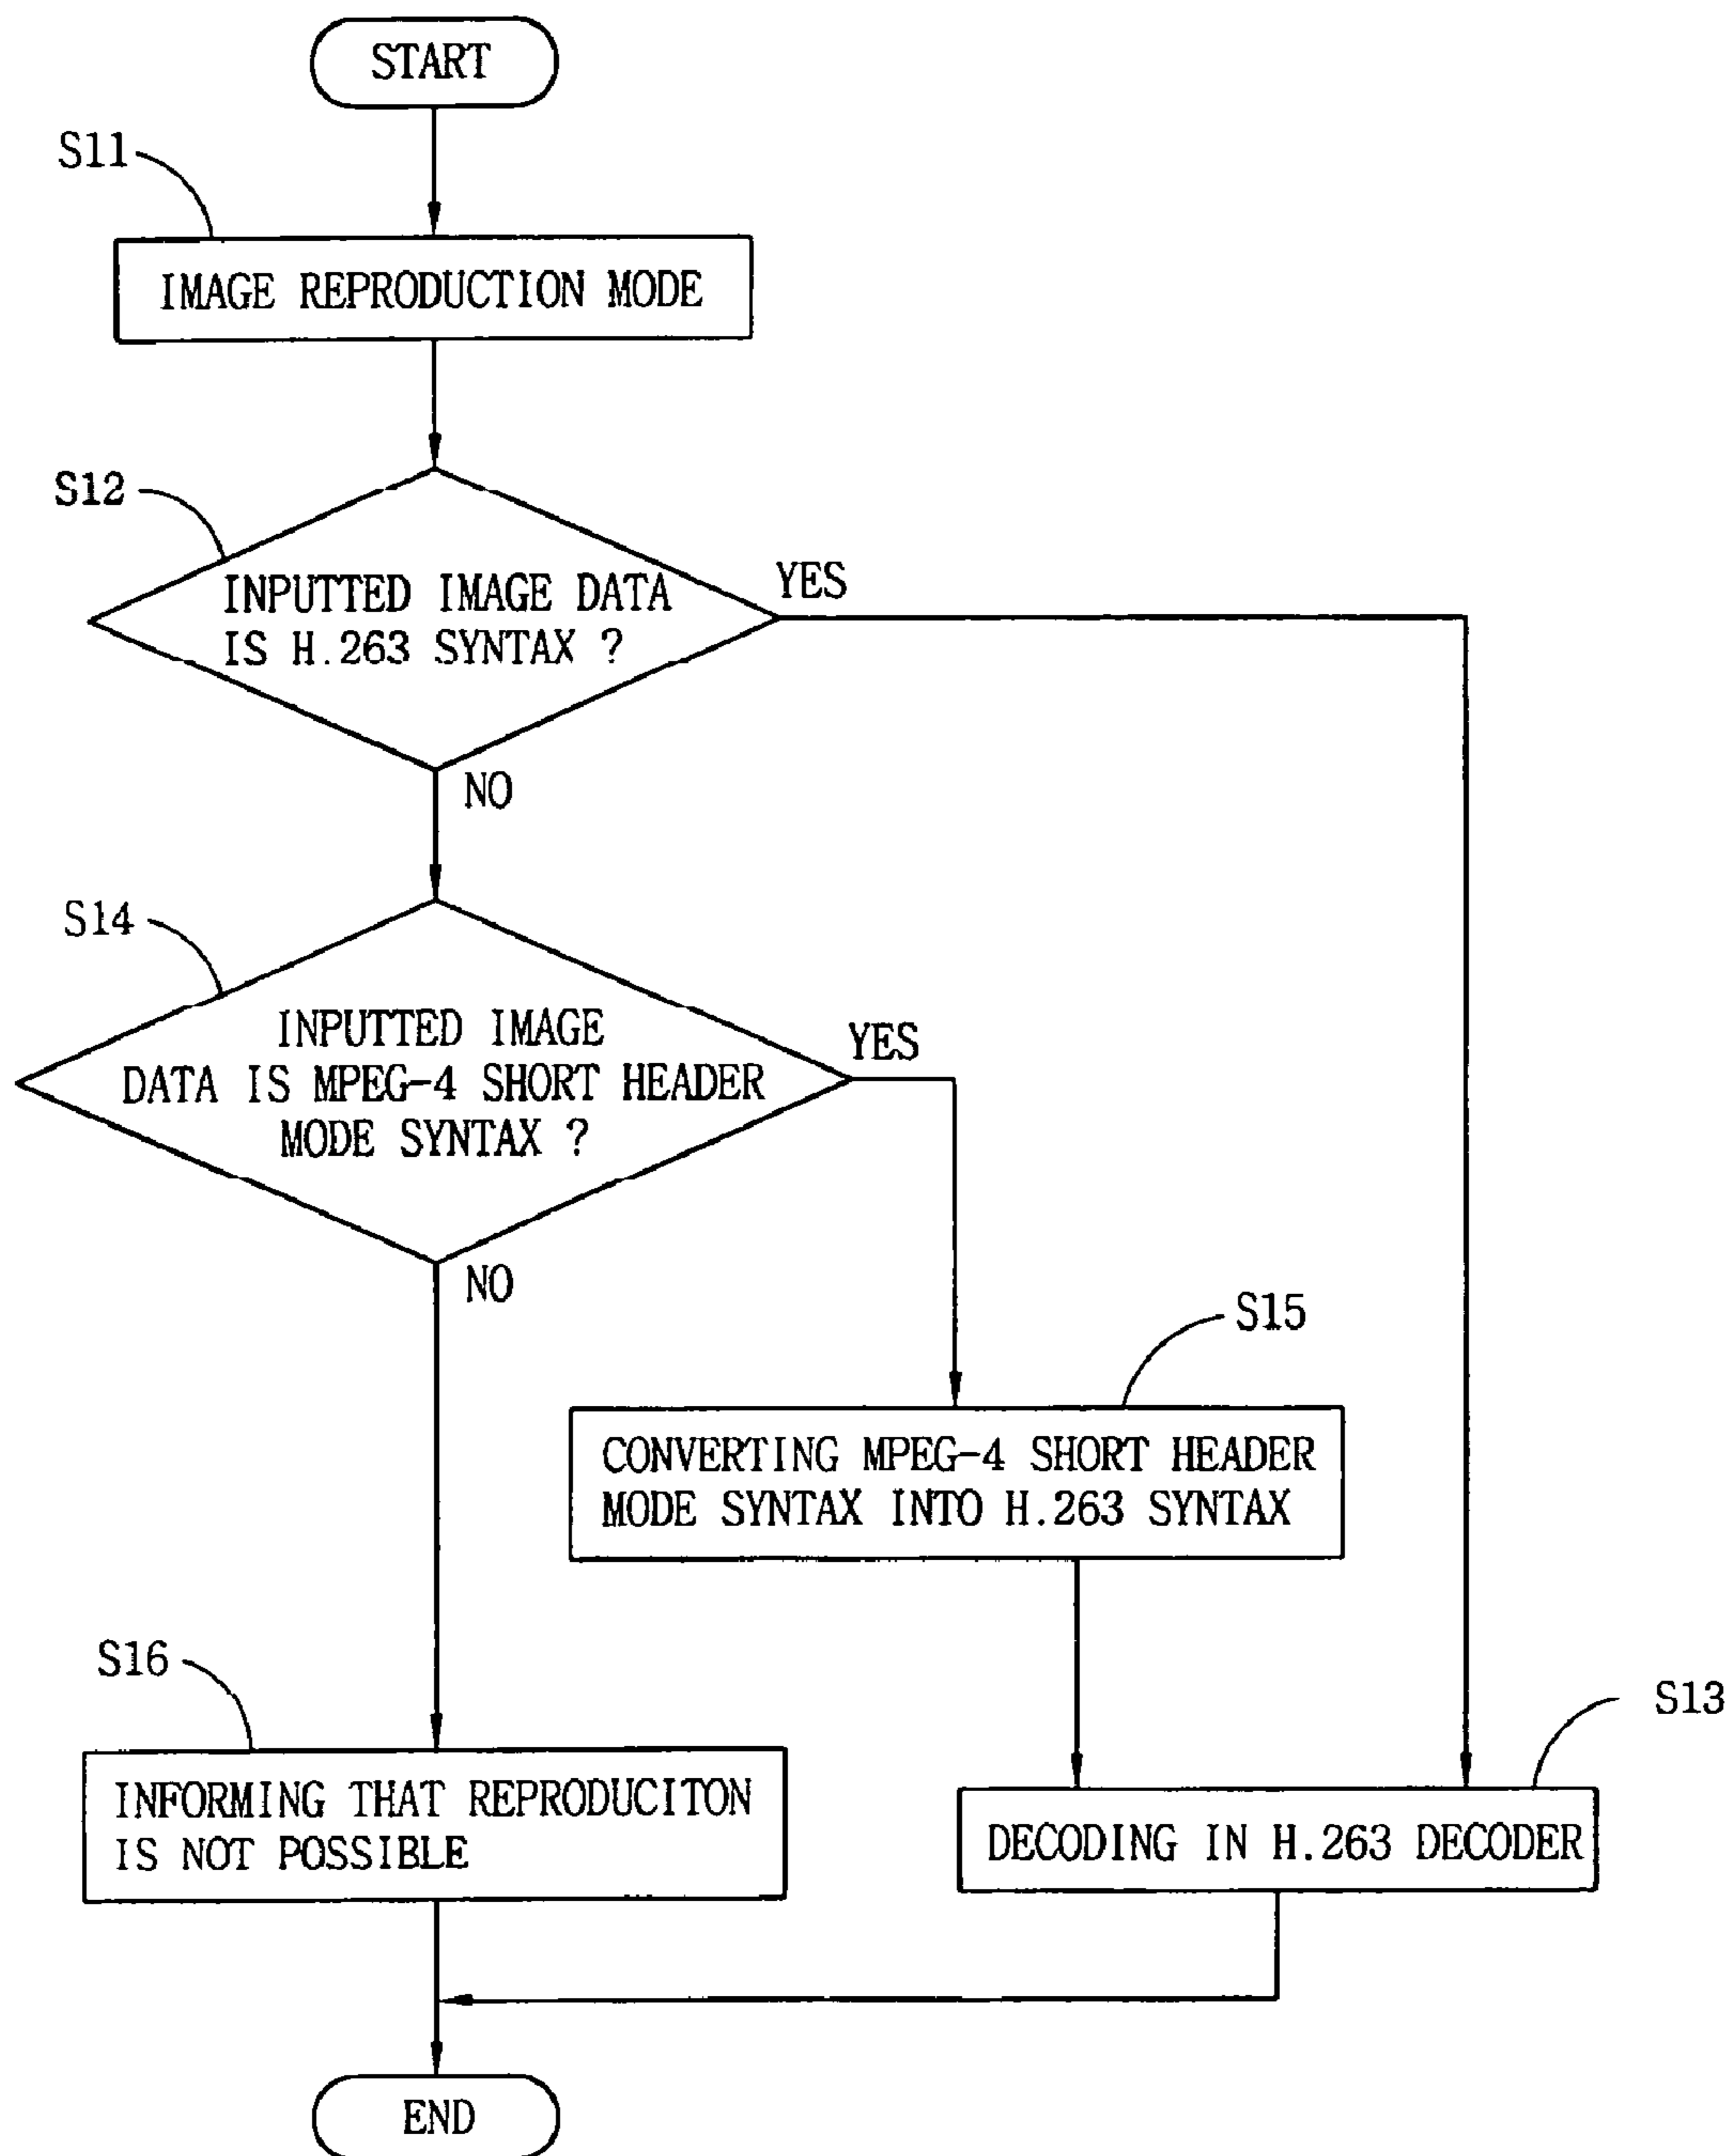 START
S11
IMAGE REPRODUCTION MODE
S12
INPUTTED IMAGE DATA
IS H.263 SYNTAX ?
YES
NO
S14
INPUTTED IMAGE
DATA IS MPEG-4 SHORT HEADER
MODE SYNTAX ?
YES
NO
S15
CONVERTING MPEG-4 SHORT HEADER
MODE SYNTAX INTO H.263 SYNTAX
S16
INFORMING THAT REPRODUCITON
IS NOT POSSIBLE
S13
DECODING IN H.263 DECODER
END